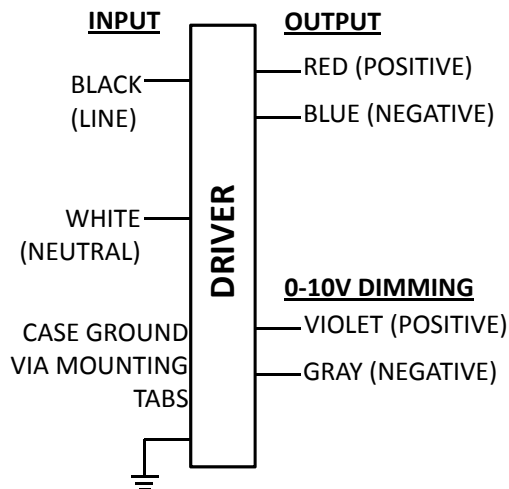 INPUT
BLACK
(LINE)
WHITE
(NEUTRAL)
CASE GROUND
VIA MOUNTING
TABS
DRIVER
OUTPUT
RED (POSITIVE)
BLUE (NEGATIVE)
0-10V DIMMING
VIOLET (POSITIVE)
GRAY (NEGATIVE)